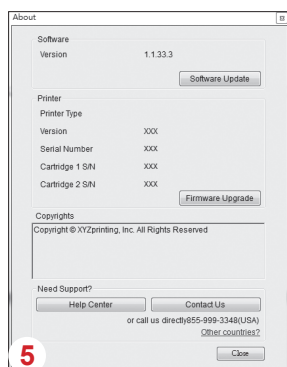 About
Software
Version 1.1.33.3
Software Update
Printer
Printer Type
Version XXX
Serial Number XXX
Cartridge 1 S/N XXX
Cartridge 2 S/N XXX
Firmware Upgrade
Copyrights
Copyright © XYZprinting, Inc. All Rights Reserved
Need Support?
Help Center Contact Us
or call us directly855-999-3348(USA)
Other countries?
5 Close